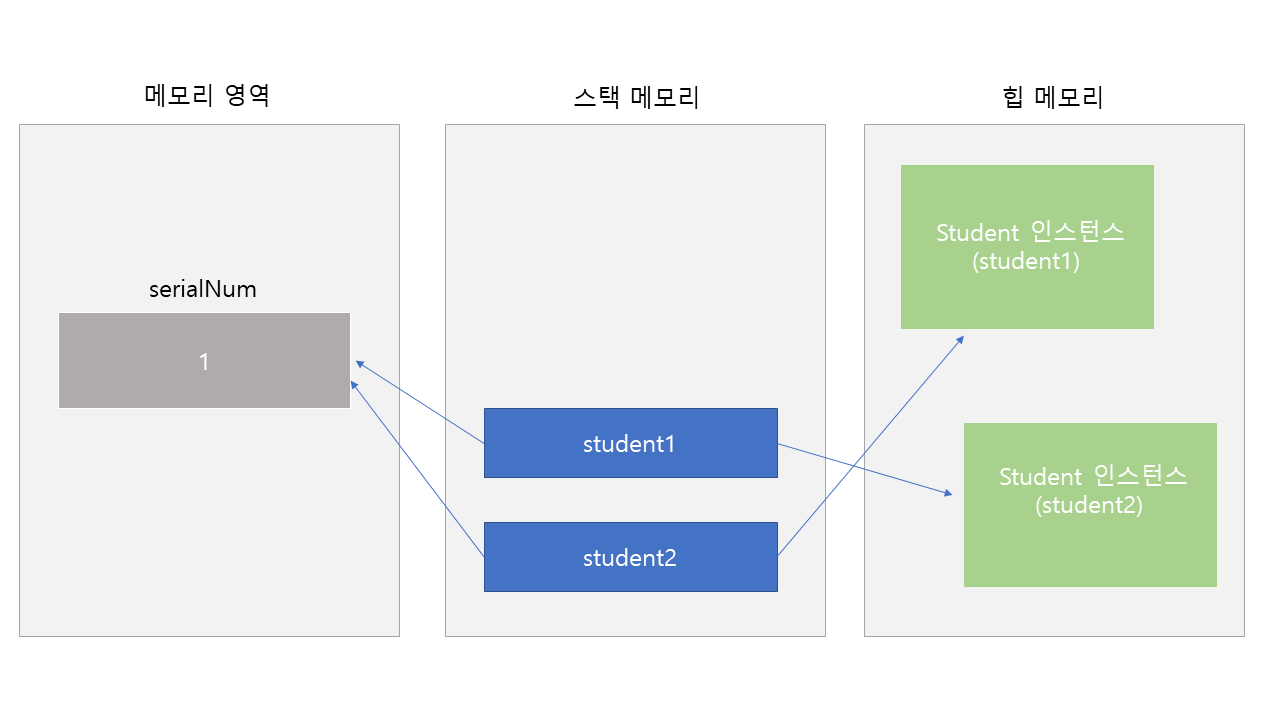 메모리 영역
스택 메모리
힙 메모리
serialNum
1
student1
student2
Student 인스턴스
(student1)
Student 인스턴스
(student2)